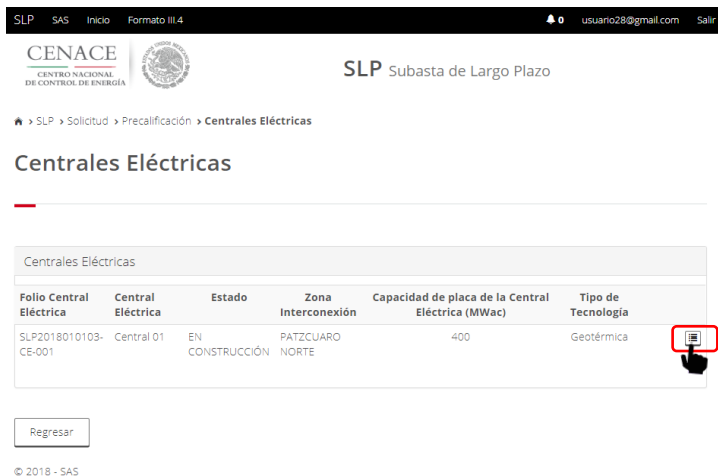 SLP SAS Inicio Formato III.4 0 usuario28@gmail.com Salir
CENACE
CENTRO NACIONAL
DE CONTROL DE ENERGÍA
SLP Subasta de Largo Plazo
> SLP > Solicitud > Precalificación > Centrales Eléctricas
Centrales Eléctricas
Centrales Eléctricas
Folio Central Eléctrica Central Eléctrica Estado Zona Interconexión Capacidad de placa de la Central Eléctrica (MWac) Tipo de Tecnología
SLP2018010103-CE-001 Central 01 EN CONSTRUCCIÓN PATZCUARO NORTE 400 Geotérmica
Regresar
© 2018 - SAS